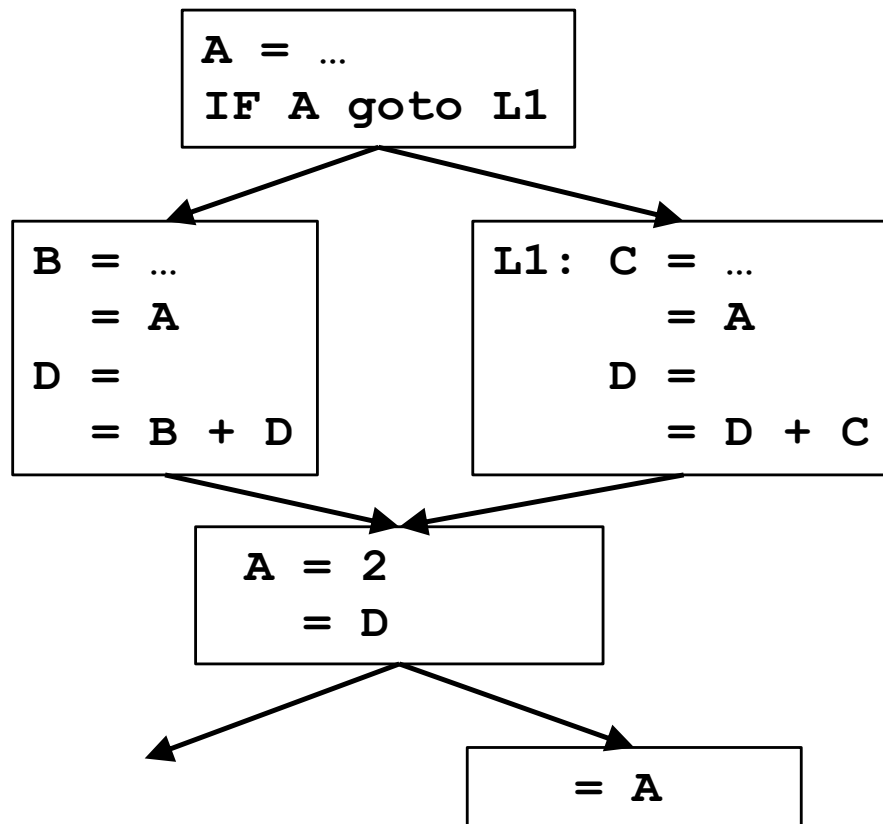 A = …
IF A goto L1
B = …
= A
D =
= B + D
L1: C = …
= A
D =
= D + C
A = 2
= D
= A